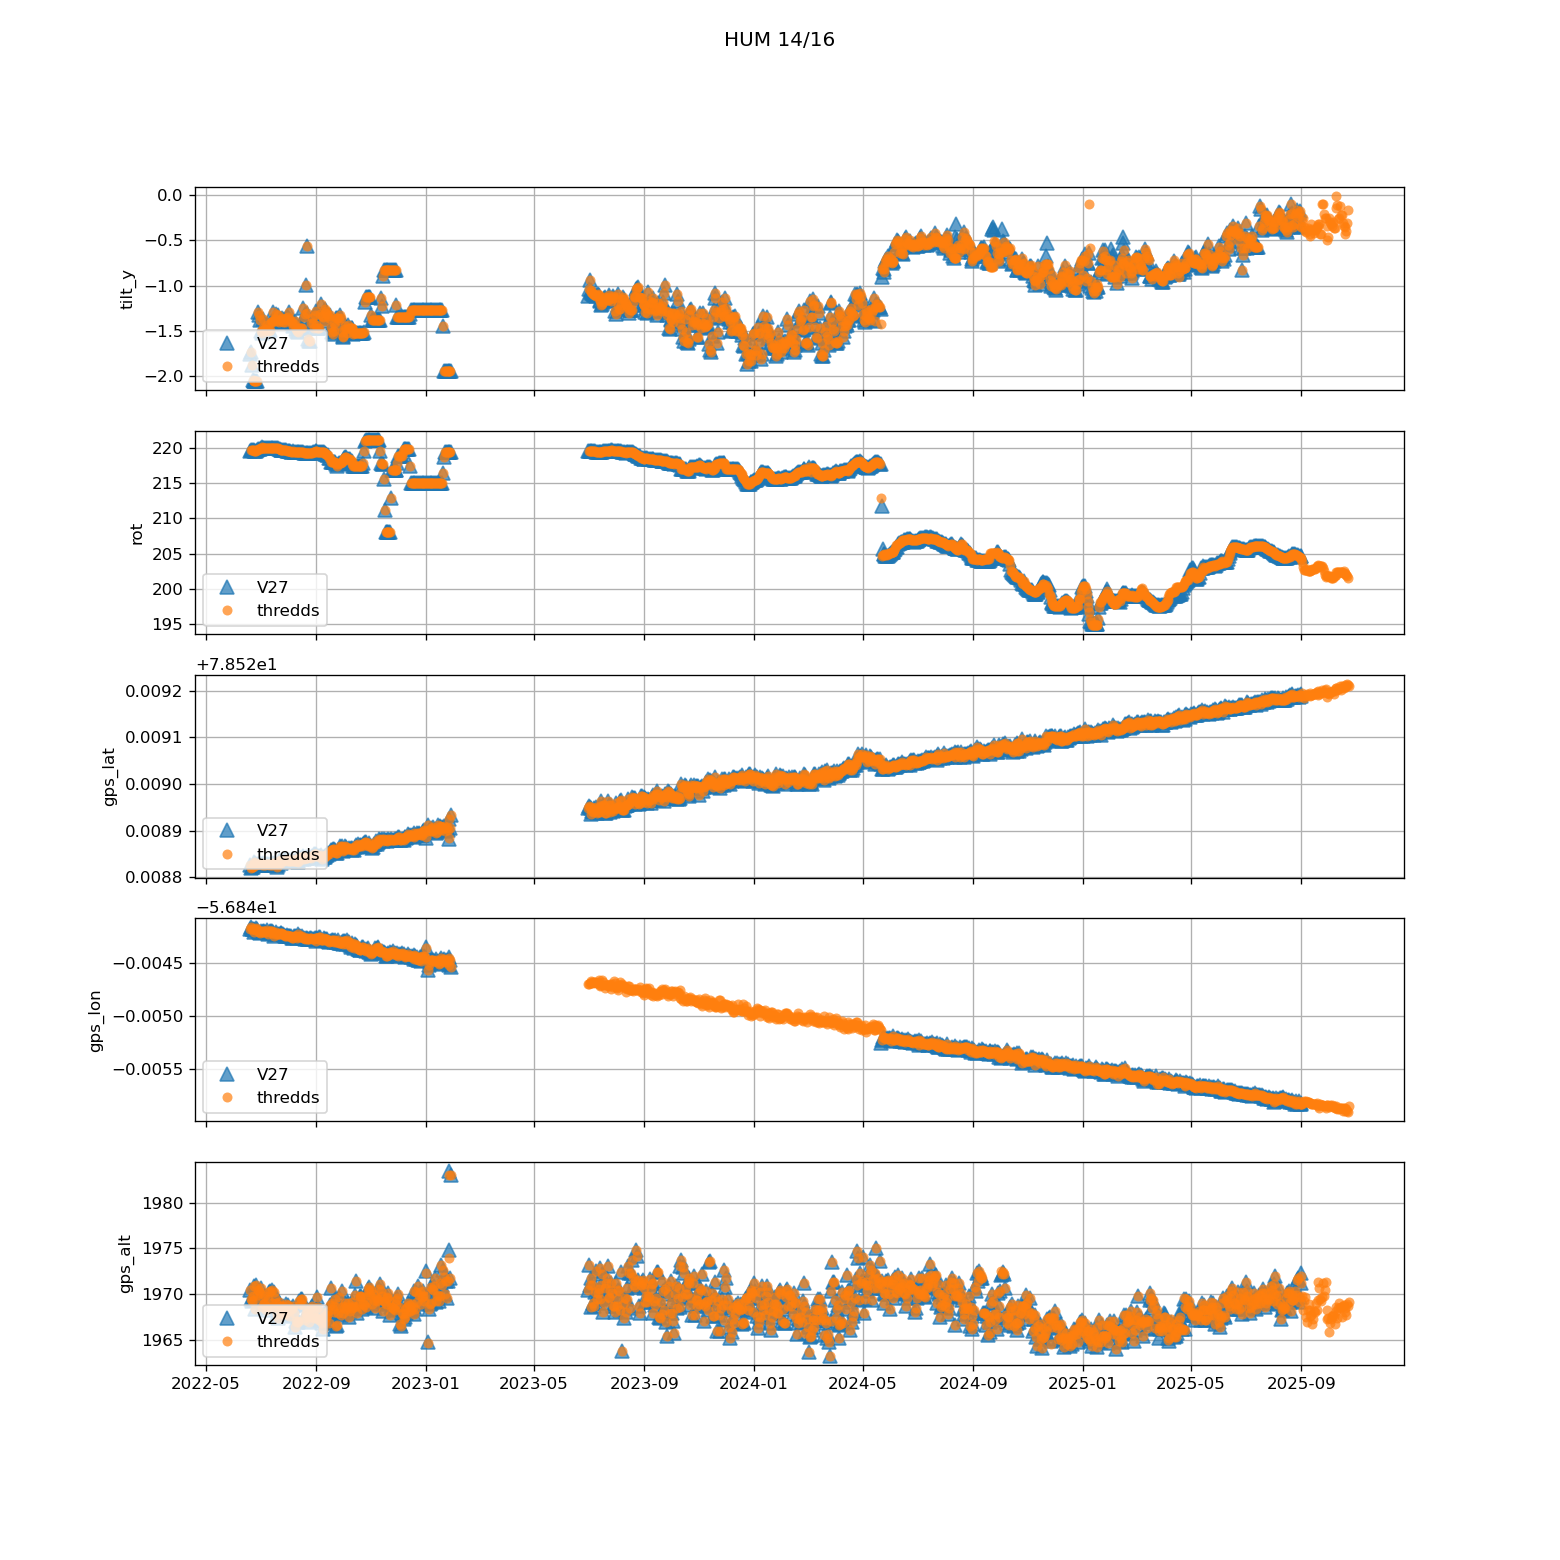 HUM 14/16
0.0
−0.5
−1.0
−1.5
−2.0
tilt_y
V27
thredds
220
215
210
205
200
195
rot
V27
thredds
+7.852e1
0.0092
0.0091
0.0090
0.0089
0.0088
gps_lat
V27
thredds
−5.684e1
−0.0045
−0.0050
−0.0055
gps_lon
V27
thredds
1980
1975
1970
1965
gps_alt
V27
thredds
2022-05 2022-09 2023-01 2023-05 2023-09 2024-01 2024-05 2024-09 2025-01 2025-05 2025-09